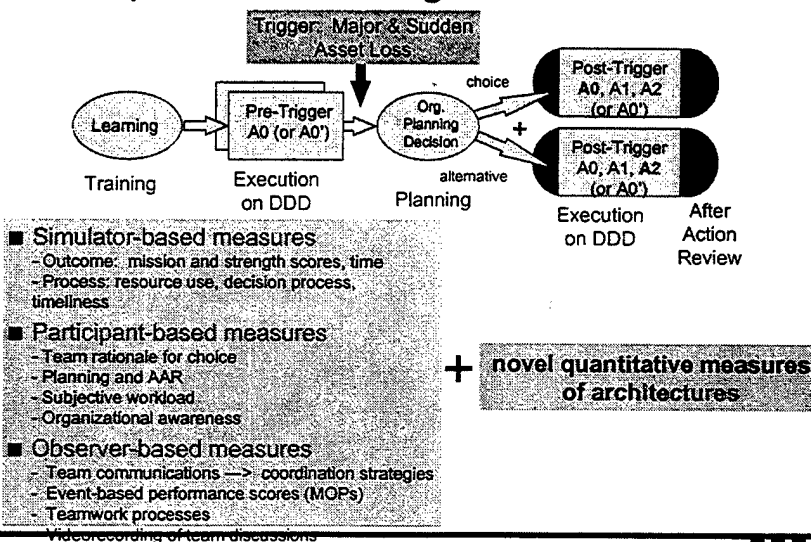 Trigger: Major & Sudden
Asset Loss
Learning
Training
Pre-Trigger
A0 (or A0')
Execution
on DDD
Org.
Planning
Decision
Planning
choice
+
alternative
Post-Trigger
A0, A1, A2
(or A0')
Post-Trigger
A0, A1, A2
(or A0')
Execution
on DDD
After
Action
Review
■ Simulator-based measures
- Outcome: mission and strength scores, time
- Process: resource use, decision process,
timeliness
■ Participant-based measures
- Team rationale for choice
- Planning and AAR
- Subjective workload
- Organizational awareness
■ Observer-based measures
- Team communications —> coordination strategies
- Event-based performance scores (MOPs)
- Teamwork processes
- Videorecording of team discussions
+
novel quantitative measures
of architectures